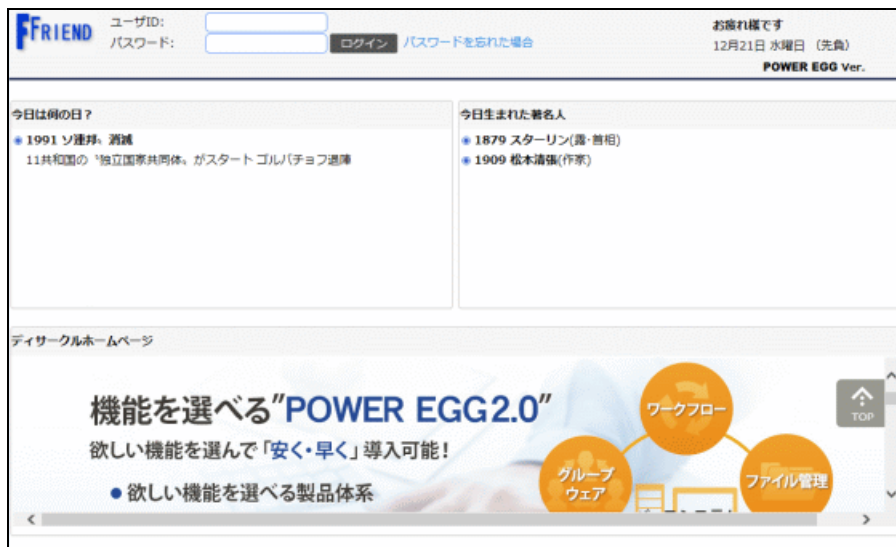 FFRIEND
ユーザID:
パスワード:
ログイン パスワードを忘れた場合
お疲れ様です
12月21日 水曜日 (先負)
POWER EGG Ver.
今日は何の日?
1991 ソ連邦、消滅
11共和国の〝独立国家共同体〟がスタート ゴルバチョフ退陣
今日生まれた著名人
1879 スターリン(露・首相)
1909 松本清張(作家)
ディサークルホームページ
機能を選べる"POWER EGG2.0"
欲しい機能を選んで「安く・早く」導入可能!
●欲しい機能を選べる製品体系
ワークフロー
グループ
ウェア
ファイル管理
TOP